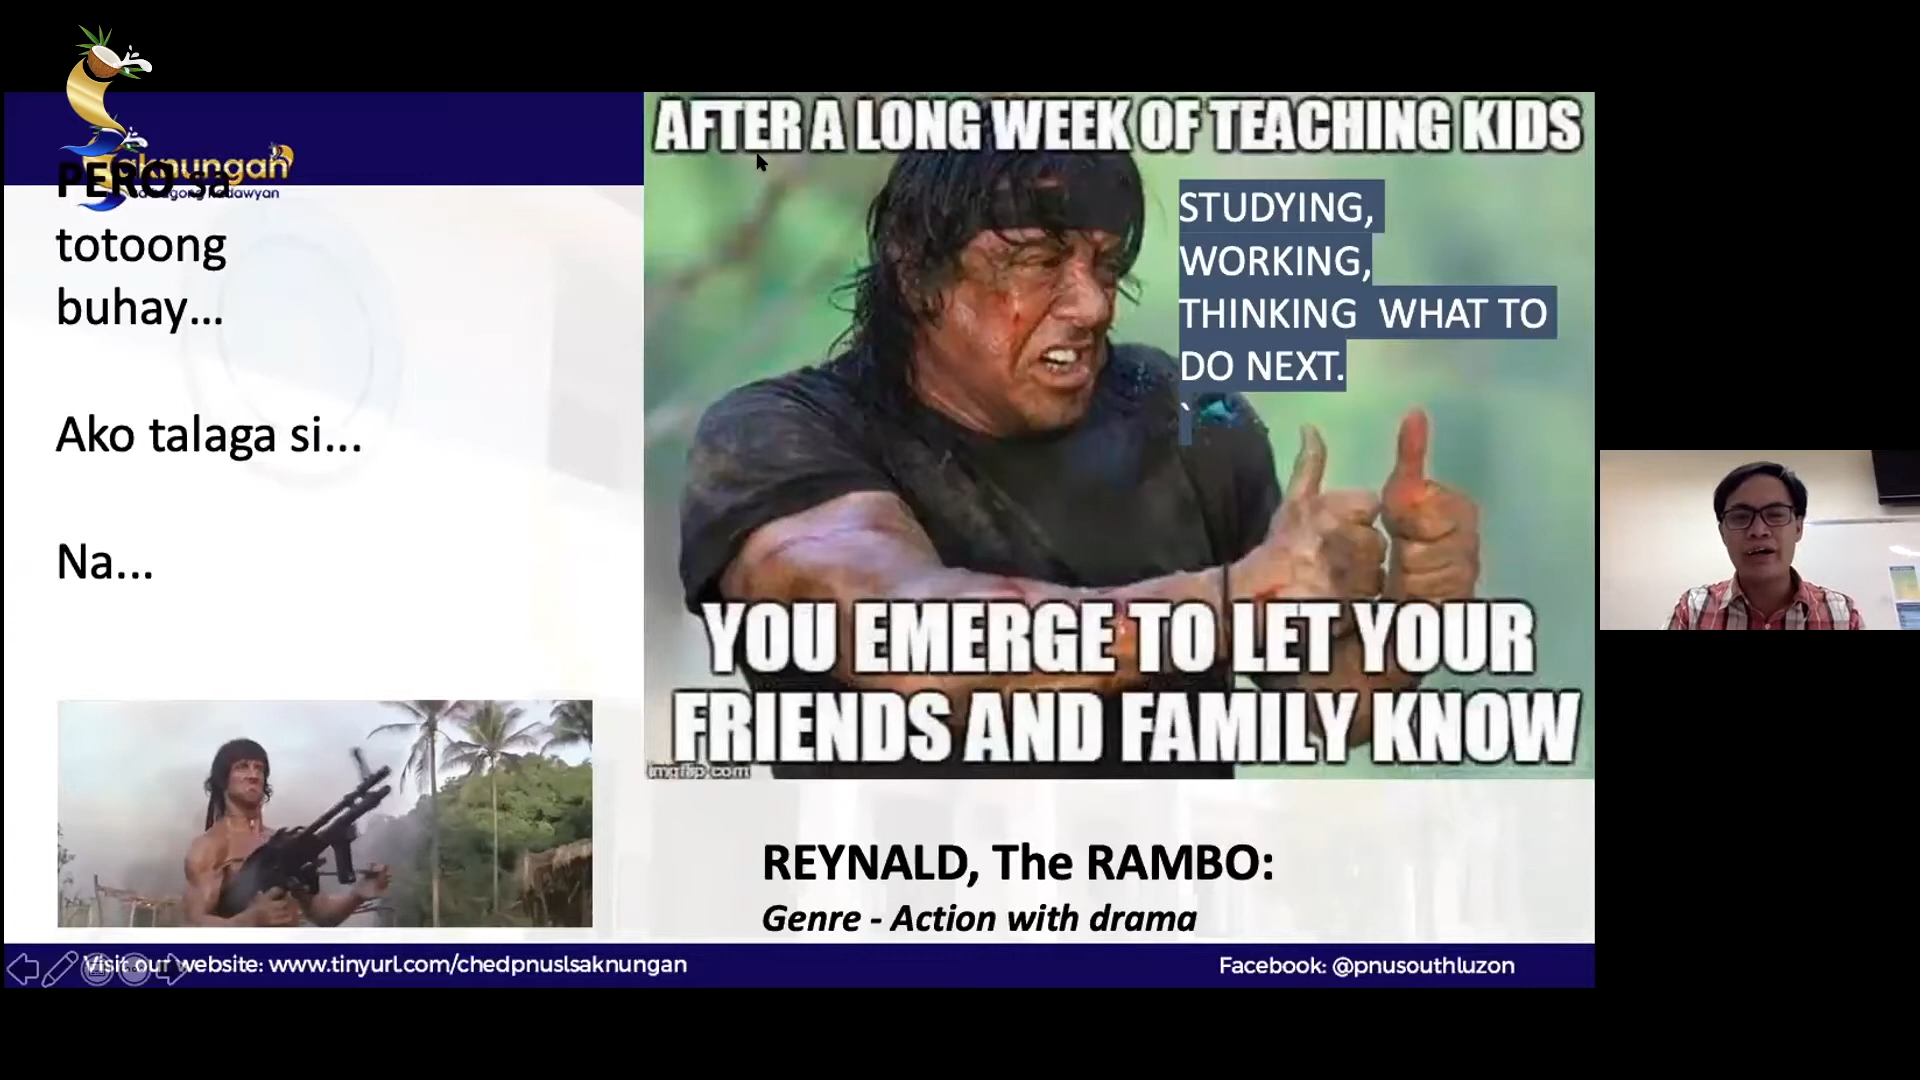 saknungan
PERO sa
totoong
buhay...
Ako talaga si...
Na...
AFTER A LONG WEEK OF TEACHING KIDS
STUDYING,
WORKING,
THINKING WHAT TO
DO NEXT.
`
YOU EMERGE TO LET YOUR
FRIENDS AND FAMILY KNOW
imgflip.com
REYNALD, The RAMBO:
Genre - Action with drama
Visit our website: www.tinyurl.com/chedpnuslsaknungan
Facebook: @pnusouthluzon